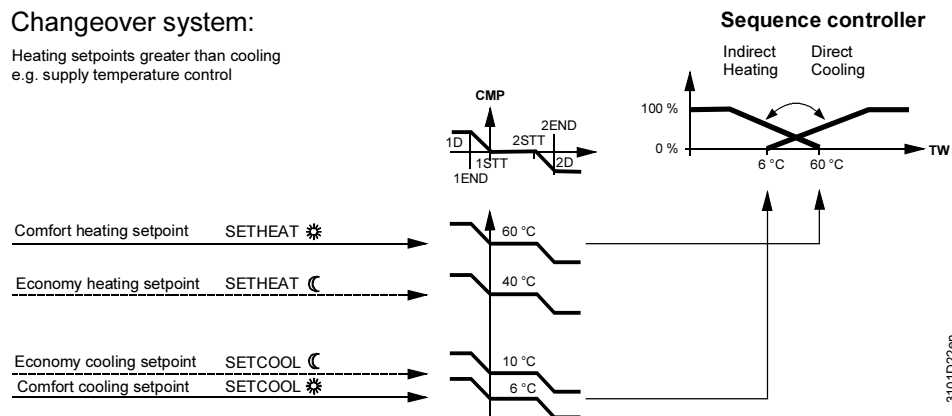 Changeover system:
Heating setpoints greater than cooling
e.g. supply temperature control
Sequence controller
Indirect Heating
Direct Cooling
100 %
0 %
6 °C
60 °C
TW
CMP
1D
1STT
1END
2STT
2END
2D
Comfort heating setpoint SETHEAT
60 °C
Economy heating setpoint SETHEAT
40 °C
Economy cooling setpoint SETCOOL
10 °C
Comfort cooling setpoint SETCOOL
6 °C